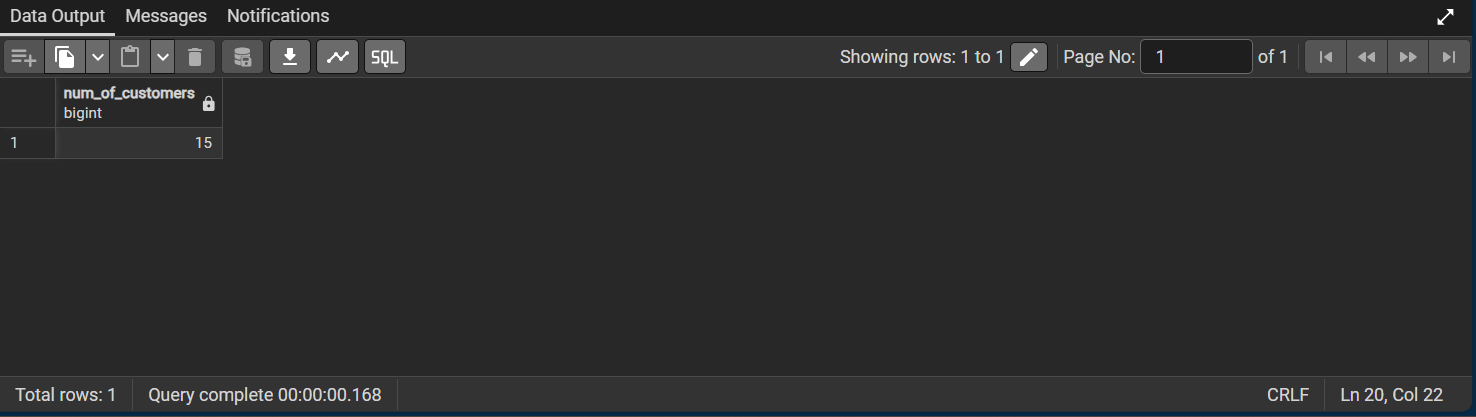 Data Output Messages Notifications
SQL Showing rows: 1 to 1 Page No: 1 of 1
num_of_customers
bigint
1 15
Total rows: 1 Query complete 00:00:00.168 CRLF Ln 20, Col 22